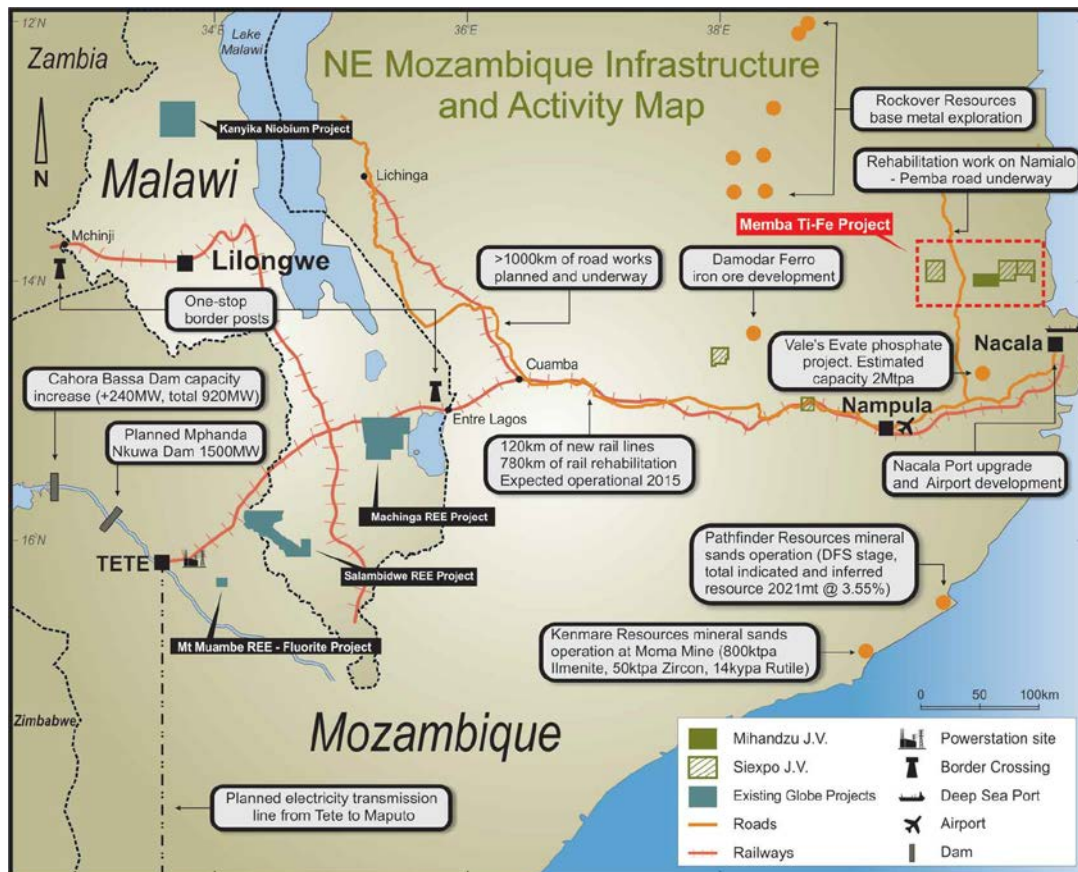 12°N
34°E
36°E
38°E
Lake
Malawi
Zambia
NE Mozambique Infrastructure
and Activity Map
Rockover Resources
base metal exploration
Kanyika Niobium Project
N
Malawi
Lichinga
Rehabilitation work on Namialo
- Pemba road underway
Memba Ti-Fe Project
Mchinji
Lilongwe
>1000km of road works
planned and underway
Damodar Ferro
iron ore development
14°N
One-stop
border posts
Vale's Evate phosphate
project. Estimated
capacity 2Mtpa
Nacala
Cuamba
Cahora Bassa Dam capacity
increase (+240MW, total 920MW)
Entre Lagos
Nampula
Planned Mphanda
Nkuwa Dam 1500MW
120km of new rail lines
780km of rail rehabilitation
Expected operational 2015
Nacala Port upgrade
and Airport development
Machinga REE Project
16°N
TETE
Pathfinder Resources mineral
sands operation (DFS stage,
total indicated and inferred
resource 2021mt @ 3.55%)
Salambidwe REE Project
Mt Muambe REE - Fluorite Project
Kenmare Resources mineral sands
operation at Moma Mine (800ktpa
Ilmenite, 50ktpa Zircon, 14kypa Rutile)
0 50 100km
Zimbabwe
Mozambique
Planned electricity transmission
line from Tete to Maputo
Mihandzu J.V.
Siexpo J.V.
Existing Globe Projects
Roads
Railways
Powerstation site
Border Crossing
Deep Sea Port
Airport
Dam